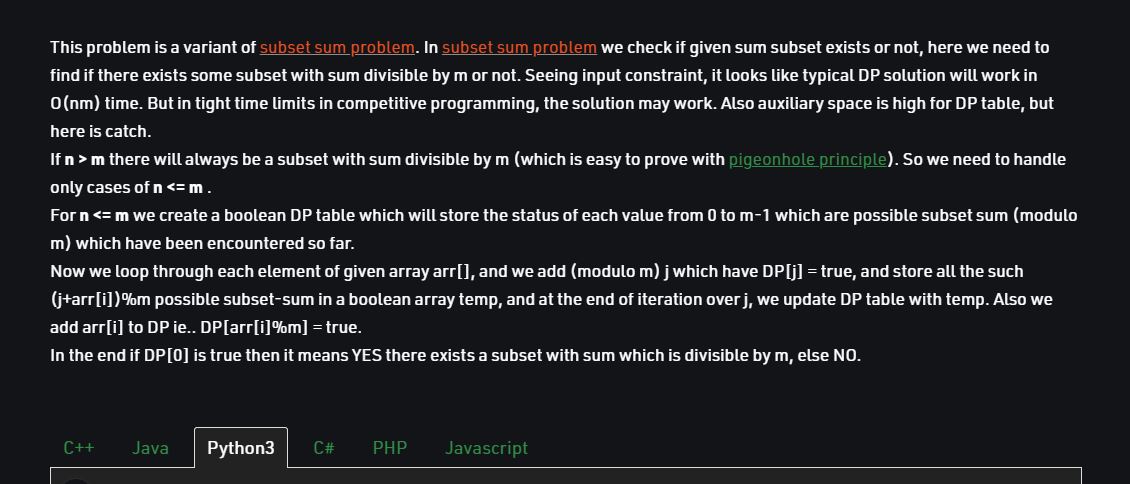 This problem is a variant of subset sum problem. In subset sum problem we check if given sum subset exists or not, here we need to
find if there exists some subset with sum divisible by m or not. Seeing input constraint, it looks like typical DP solution will work in
O(nm) time. But in tight time limits in competitive programming, the solution may work. Also auxiliary space is high for DP table, but
here is catch.
If n > m there will always be a subset with sum divisible by m (which is easy to prove with pigeonhole principle). So we need to handle
only cases of n <= m .
For n <= m we create a boolean DP table which will store the status of each value from 0 to m-1 which are possible subset sum (modulo
m) which have been encountered so far.
Now we loop through each element of given array arr[], and we add (modulo m) j which have DP[j] = true, and store all the such
(j+arr[i])%m possible subset-sum in a boolean array temp, and at the end of iteration over j, we update DP table with temp. Also we
add arr[i] to DP ie.. DP[arr[i]%m] = true.
In the end if DP[0] is true then it means YES there exists a subset with sum which is divisible by m, else NO.
C++ Java Python3 C# PHP Javascript